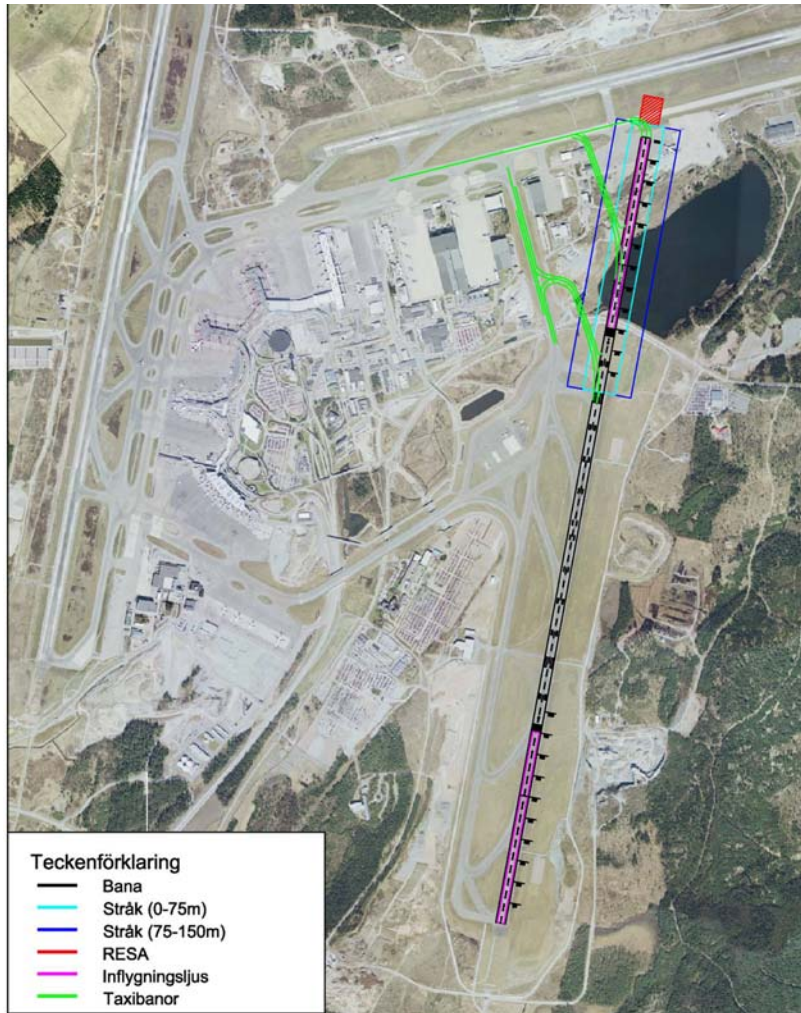 Teckenförklaring
Bana
Stråk (0-75m)
Stråk (75-150m)
RESA
Inflygningsljus
Taxibanor